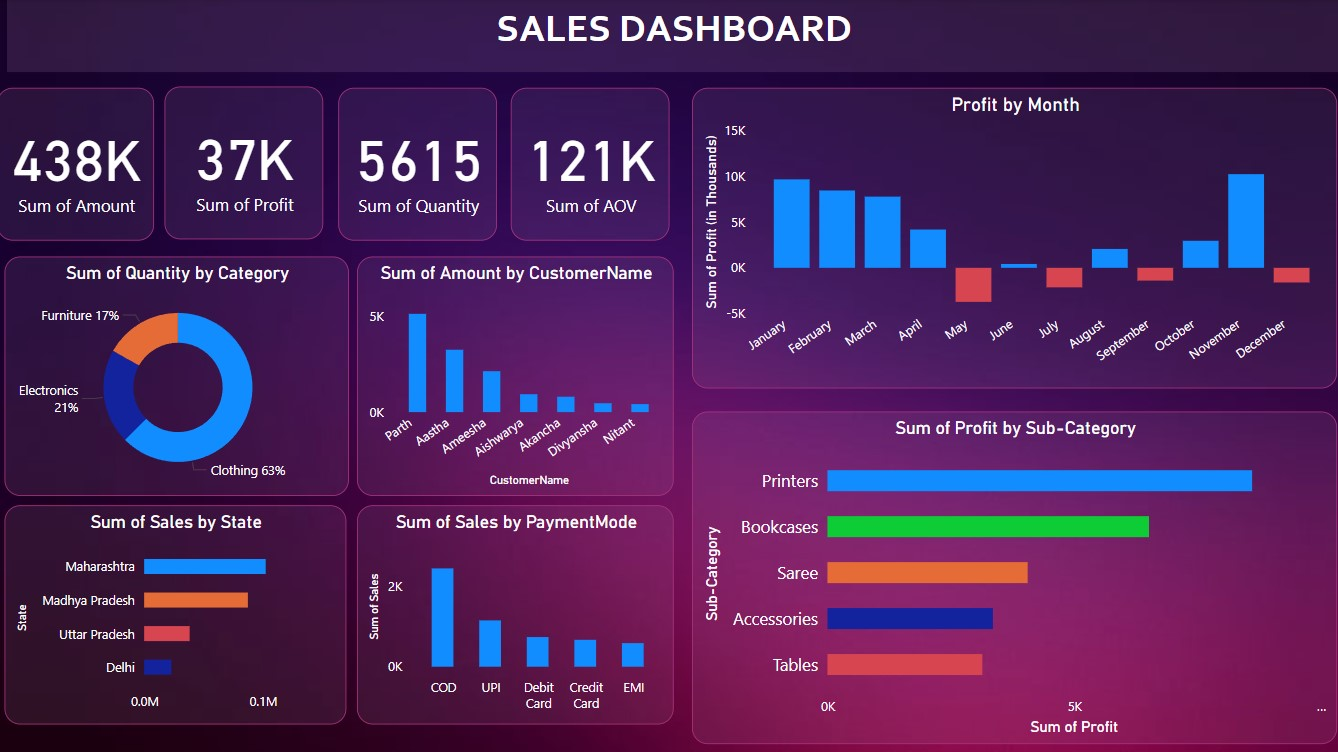 SALES DASHBOARD
438K
Sum of Amount
37K
Sum of Profit
5615
Sum of Quantity
121K
Sum of AOV
Profit by Month
Sum of Profit (in Thousands)
15K
10K
5K
0K
-5K
January
February
March
April
May
June
July
August
September
October
November
December
Sum of Quantity by Category
Furniture 17%
Electronics
21%
Clothing 63%
Sum of Amount by CustomerName
5K
0K
Parth
Aastha
Ameesha
Aishwarya
Akancha
Divyansha
Nitant
CustomerName
Sum of Profit by Sub-Category
Sub-Category
Printers
Bookcases
Saree
Accessories
Tables
0K
5K
...
Sum of Profit
Sum of Sales by State
State
Maharashtra
Madhya Pradesh
Uttar Pradesh
Delhi
0.0M
0.1M
Sum of Sales by PaymentMode
Sum of Sales
2K
0K
COD
UPI
Debit
Card
Credit
Card
EMI